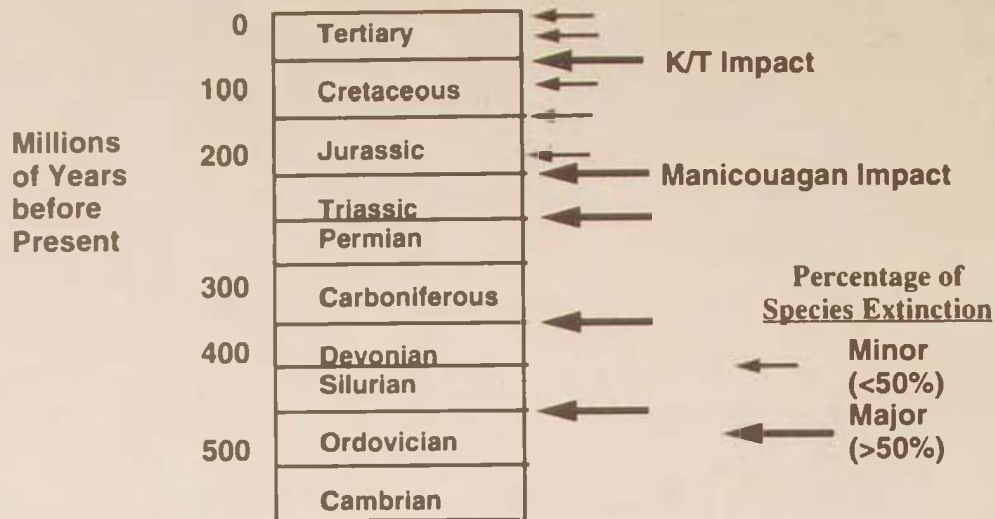 0
Tertiary
K/T Impact
100
Cretaceous
Millions
of Years
before
Present
200
Jurassic
Manicouagan Impact
Triassic
Permian
300
Carboniferous
Percentage of
Species Extinction
400
Devonian
Silurian
Minor
(<50%)
Major
(>50%)
500
Ordovician
Cambrian